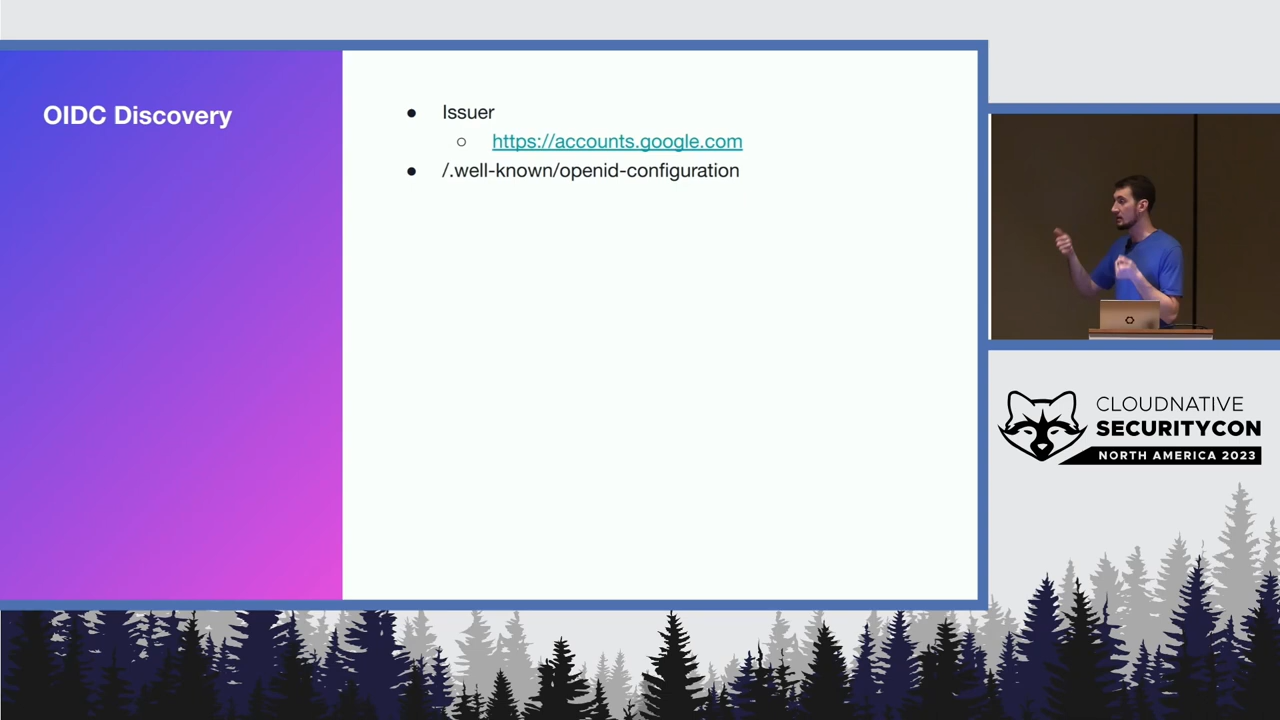 OIDC Discovery
● Issuer
○ https://accounts.google.com
● /.well-known/openid-configuration
CLOUDNATIVE
SECURITYCON
NORTH AMERICA 2023